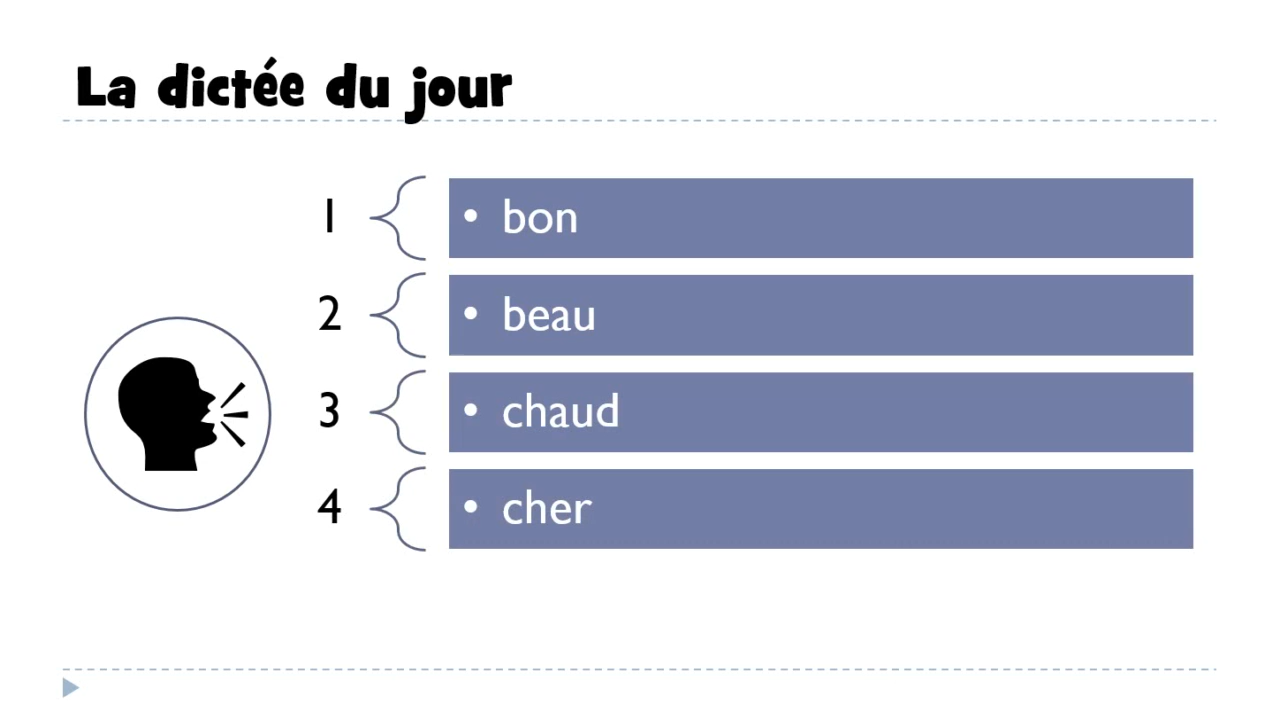 La dictée du jour
1 • bon
2 • beau
3 • chaud
4 • cher